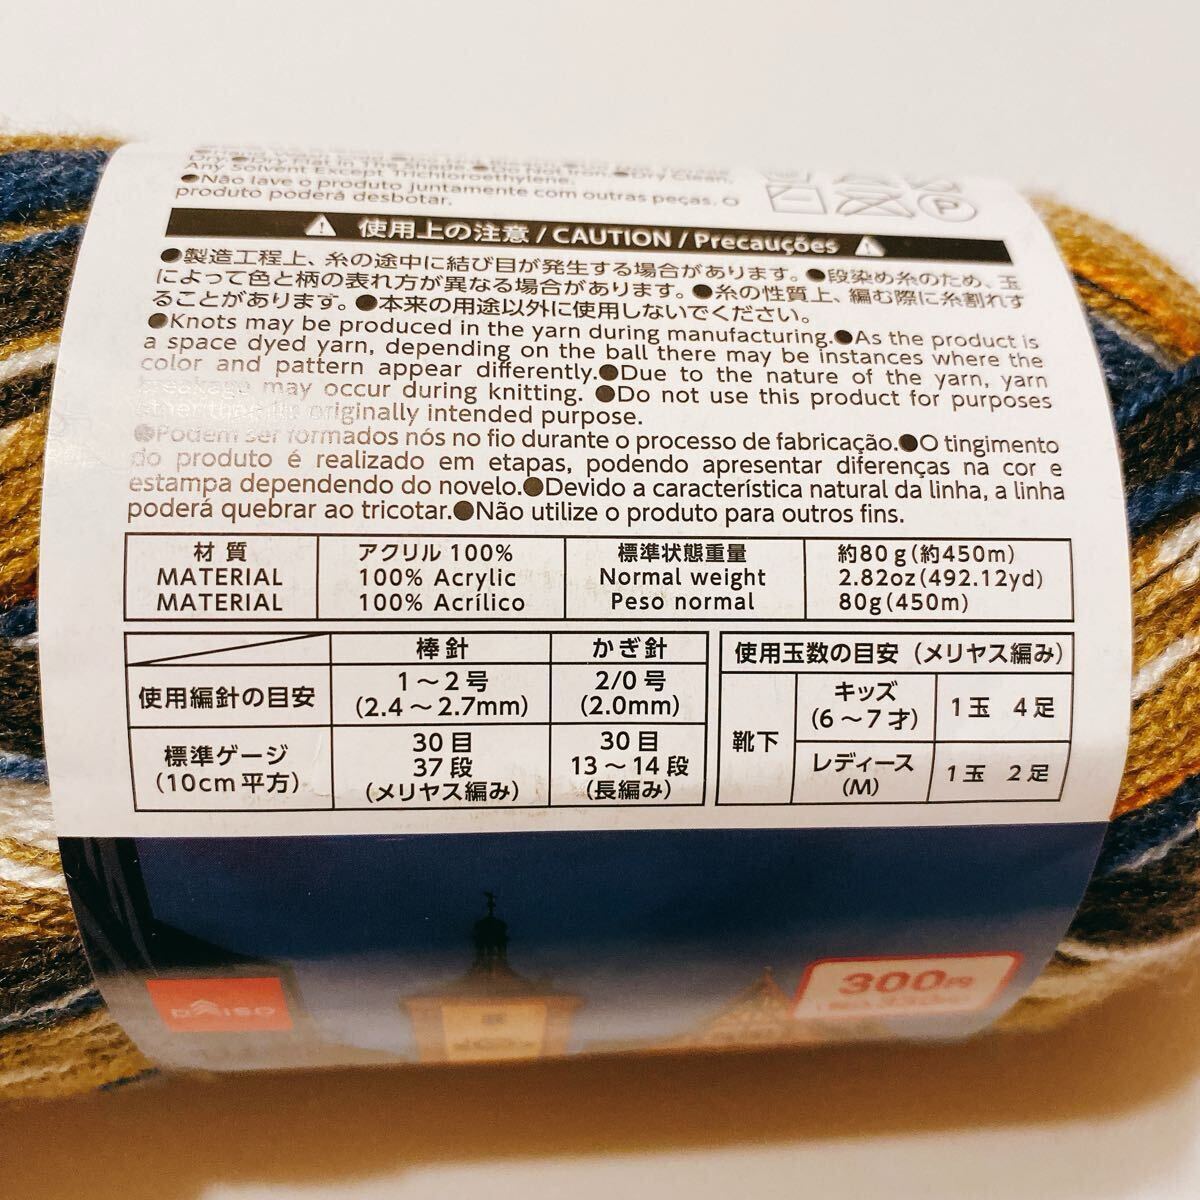 Any Solvent Except Trichloroethylene.
●Não lave o produto juntamente com outras peças. O
produto poderá desbotar.
使用上の注意 / CAUTION / Precauções
●製造工程上、糸の途中に結び目が発生する場合があります。●段染め糸のため、玉
によって色と柄の表れ方が異なる場合があります。●糸の性質上、編む際に糸割れす
ることがあります。●本来の用途以外に使用しないでください。
●Knots may be produced in the yarn during manufacturing.●As the product is
a space dyed yarn, depending on the ball there may be instances where the
color and pattern appear differently.●Due to the nature of the yarn, yarn
breakage may occur during knitting. ●Do not use this product for purposes
other than its originally intended purpose.
●Podem ser formados nós no fio durante o processo de fabricação.●O tingimento
do produto é realizado em etapas, podendo apresentar diferenças na cor e
estampa dependendo do novelo.●Devido a característica natural da linha, a linha
poderá quebrar ao tricotar.●Não utilize o produto para outros fins.
材 質 アクリル 100% 標準状態重量 約80 g (約450m)
MATERIAL 100% Acrylic Normal weight 2.82oz (492.12yd)
MATERIAL 100% Acrílico Peso normal 80g (450m)
棒針 かぎ針
使用編針の目安 1～2号 (2.4～2.7mm) 2/0号 (2.0mm)
標準ゲージ (10cm平方) 30目 37段 (メリヤス編み) 30目 13～14段 (長編み)
使用玉数の目安 (メリヤス編み)
靴下 キッズ (6～7才) 1玉 4足
レディース (M) 1玉 2足
DAISO
300円